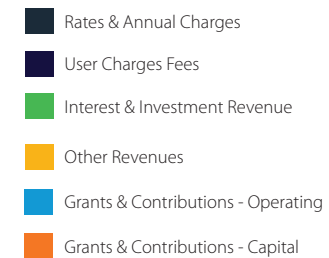 Rates & Annual Charges
User Charges Fees
Interest & Investment Revenue
Other Revenues
Grants & Contributions - Operating
Grants & Contributions - Capital